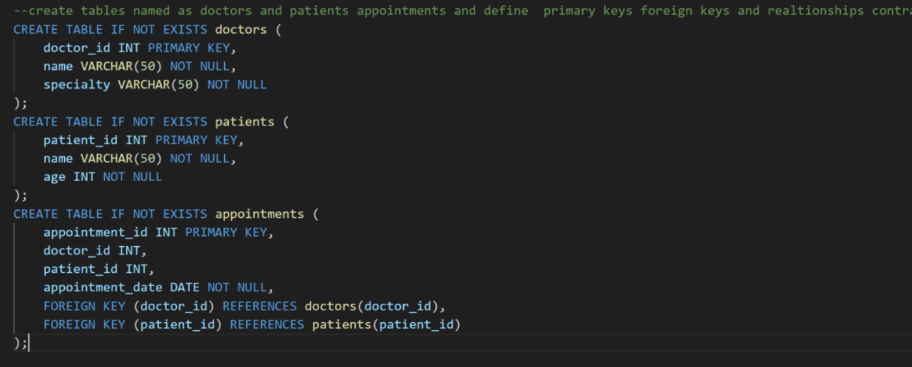 --create tables named as doctors and patients appointments and define  primary keys foreign keys and realtionships
CREATE TABLE IF NOT EXISTS doctors (
    doctor_id INT PRIMARY KEY,
    name VARCHAR(50) NOT NULL,
    specialty VARCHAR(50) NOT NULL
);
CREATE TABLE IF NOT EXISTS patients (
    patient_id INT PRIMARY KEY,
    name VARCHAR(50) NOT NULL,
    age INT NOT NULL
);
CREATE TABLE IF NOT EXISTS appointments (
    appointment_id INT PRIMARY KEY,
    doctor_id INT,
    patient_id INT,
    appointment_date DATE NOT NULL,
    FOREIGN KEY (doctor_id) REFERENCES doctors(doctor_id),
    FOREIGN KEY (patient_id) REFERENCES patients(patient_id)
);